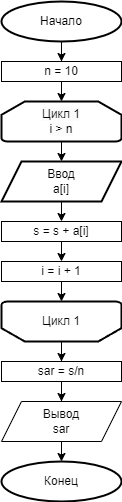 Начало
n = 10
Цикл 1
i > n
Ввод
a[i]
s = s + a[i]
i = i + 1
Цикл 1
sar = s/n
Вывод
sar
Конец